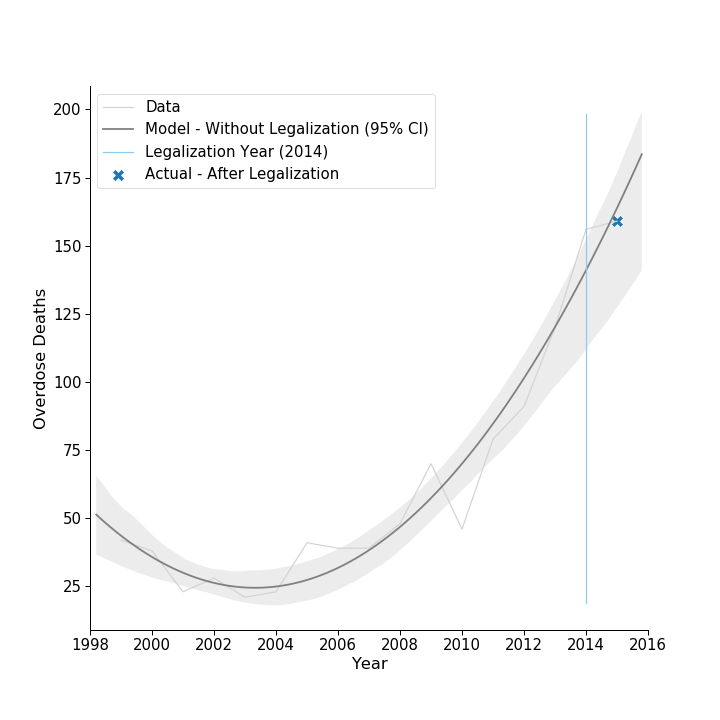 Data
Model - Without Legalization (95% CI)
Legalization Year (2014)
Actual - After Legalization
Overdose Deaths
200
175
150
125
100
75
50
25
1998 2000 2002 2004 2006 2008 2010 2012 2014 2016
Year